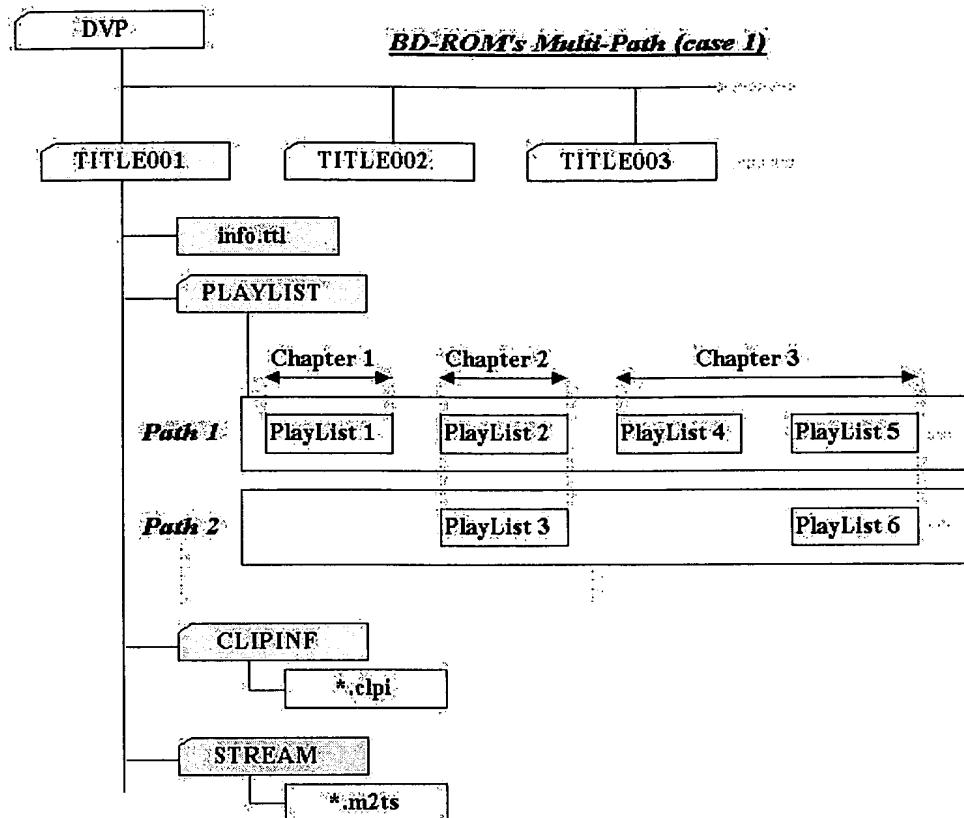 DVP
BD-ROM's Multi-Path (case 1)
TITLE001
TITLE002
TITLE003
info.ttl
PLAYLIST
Chapter 1
Chapter 2
Chapter 3
Path 1
PlayList 1
PlayList 2
PlayList 4
PlayList 5
Path 2
PlayList 3
PlayList 6
CLIPINF
*.clpi
STREAM
*.m2ts